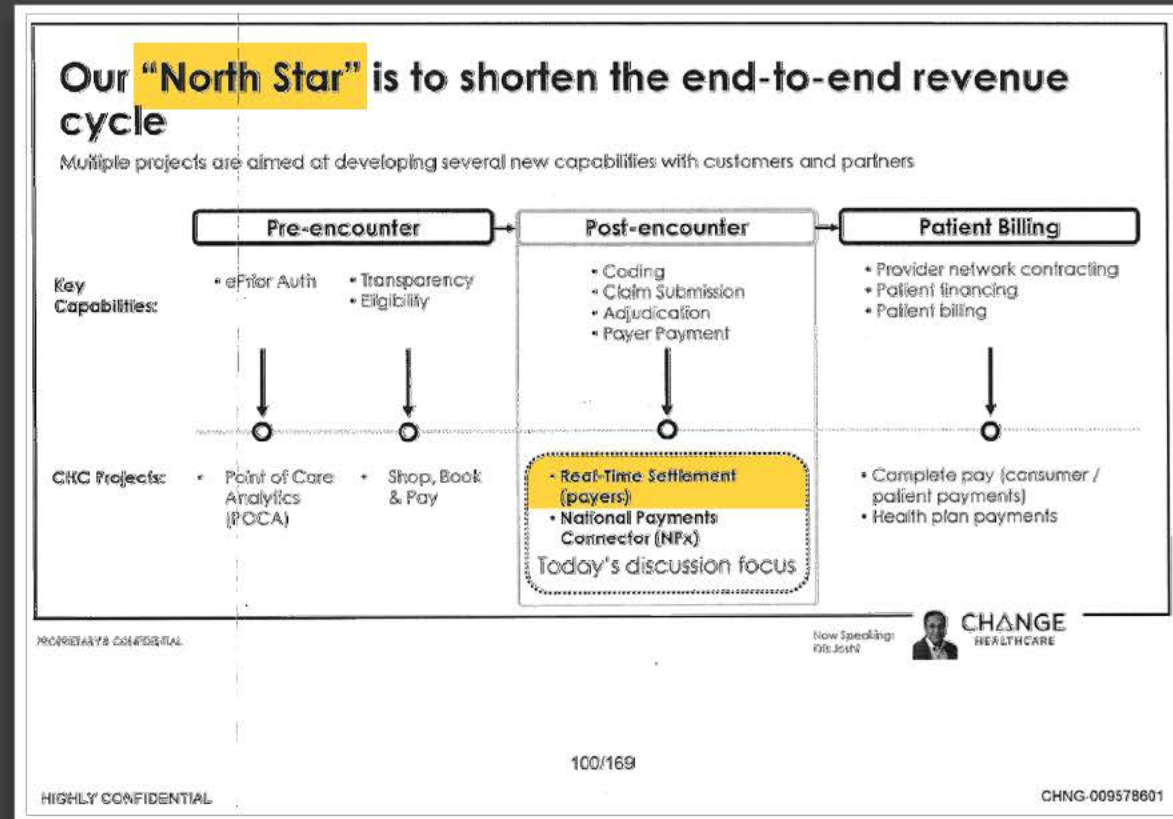 Our “North Star” is to shorten the end-to-end revenue
cycle
Multiple projects are aimed at developing several new capabilities with customers and partners
Pre-encounter
Post-encounter
Patient Billing
Key
Capabilities:
• ePrior Auth
• Transparency
• Eligibility
• Coding
• Claim Submission
• Adjudication
• Payer Payment
• Provider network contracting
• Patient financing
• Patient billing
CHC Projects:
• Point of Care
Analytics
(POCA)
• Shop, Book
& Pay
• Real-Time Settlement
(payers)
• National Payments
Connector (NPx)
Today's discussion focus
• Complete pay (consumer /
patient payments)
• Health plan payments
PROPRIETARY & CONFIDENTIAL
Now Speaking:
Kris Joshi
CHANGE
HEALTHCARE
100/169
HIGHLY CONFIDENTIAL
CHNG-009578601